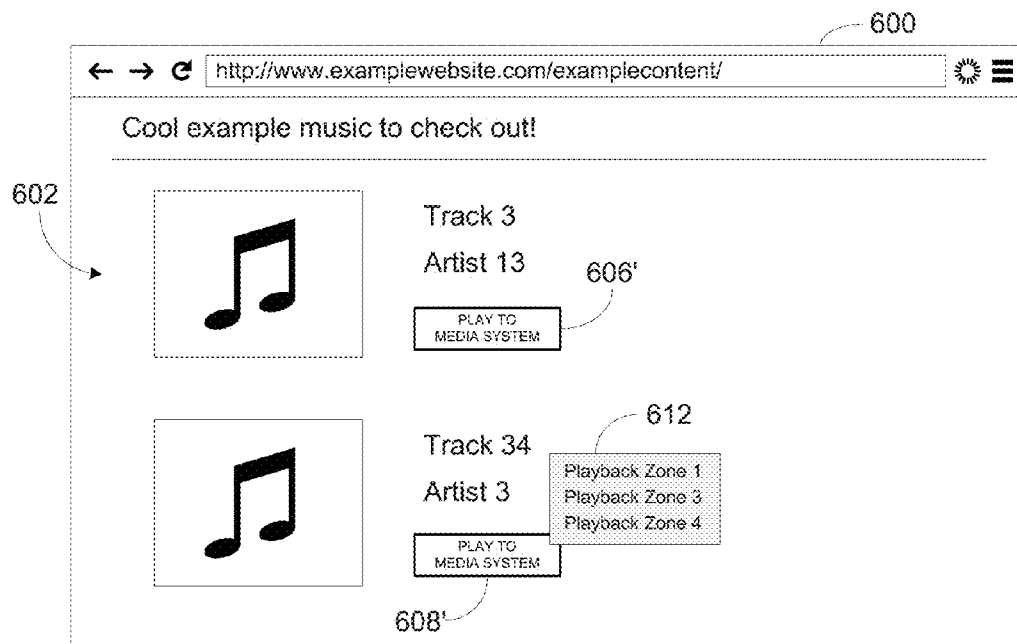 600
http://www.examplewebsite.com/examplecontent/
Cool example music to check out!
602
Track 3
Artist 13
606'
PLAY TO
MEDIA SYSTEM
612
Track 34
Artist 3
Playback Zone 1
Playback Zone 3
Playback Zone 4
PLAY TO
MEDIA SYSTEM
608'